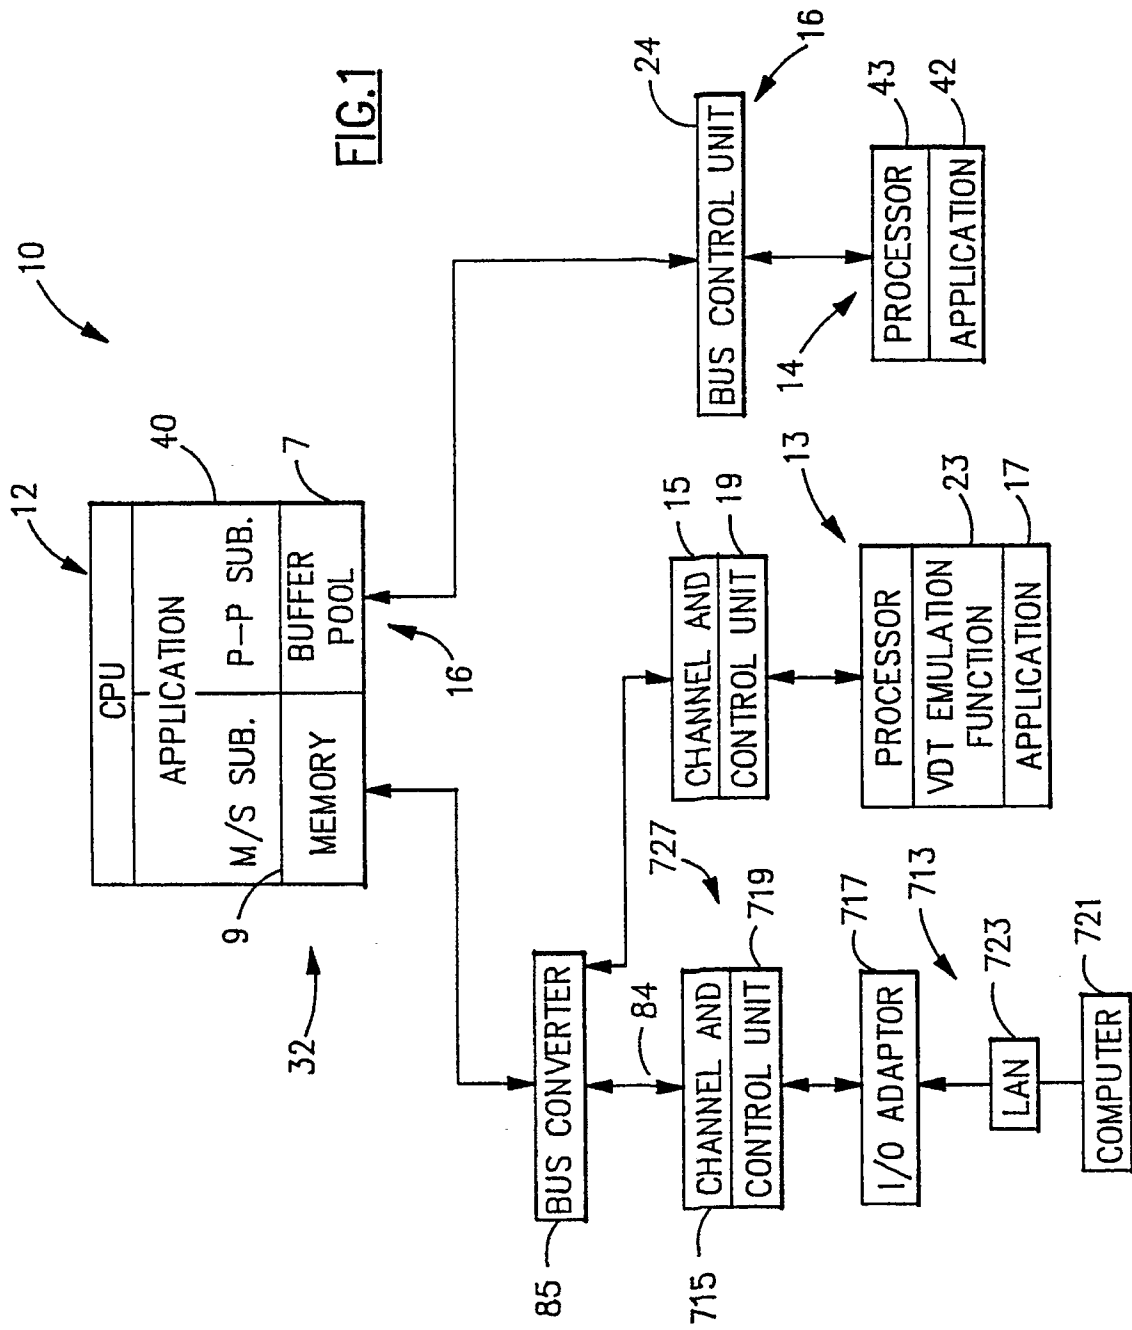 FIG.1
10
12
CPU
APPLICATION
40
M/S SUB.
P-P SUB.
9
MEMORY
BUFFER
POOL
7
32
16
85
BUS CONVERTER
84
727
715
CHANNEL AND
CONTROL UNIT
719
I/O ADAPTOR
717
713
LAN
723
COMPUTER
721
CHANNEL AND
15
CONTROL UNIT
19
13
PROCESSOR
VDT EMULATION
FUNCTION
23
APPLICATION
17
BUS CONTROL UNIT
24
16
14
PROCESSOR
43
APPLICATION
42